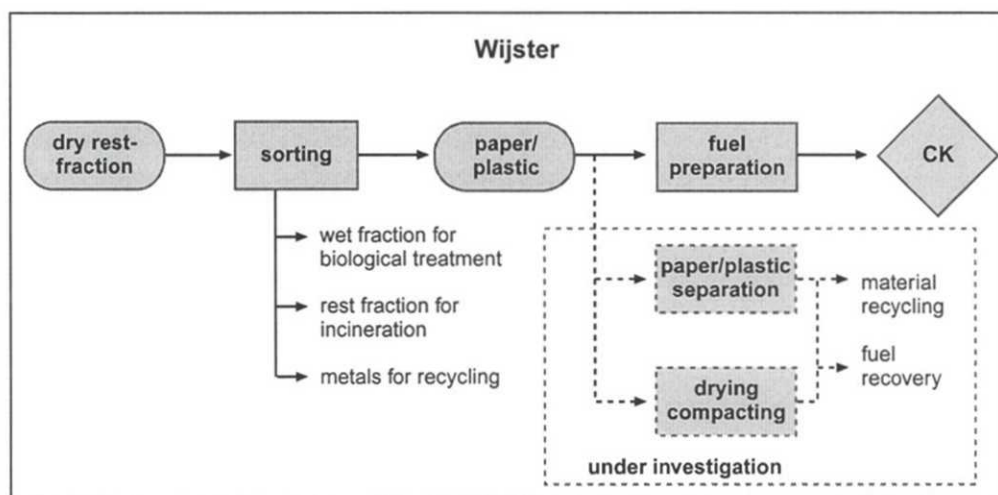 Wijster
dry rest-
fraction
sorting
paper/
plastic
fuel
preparation
CK
wet fraction for
biological treatment
rest fraction for
incineration
metals for recycling
paper/plastic
separation
material
recycling
fuel
recovery
drying
compacting
under investigation